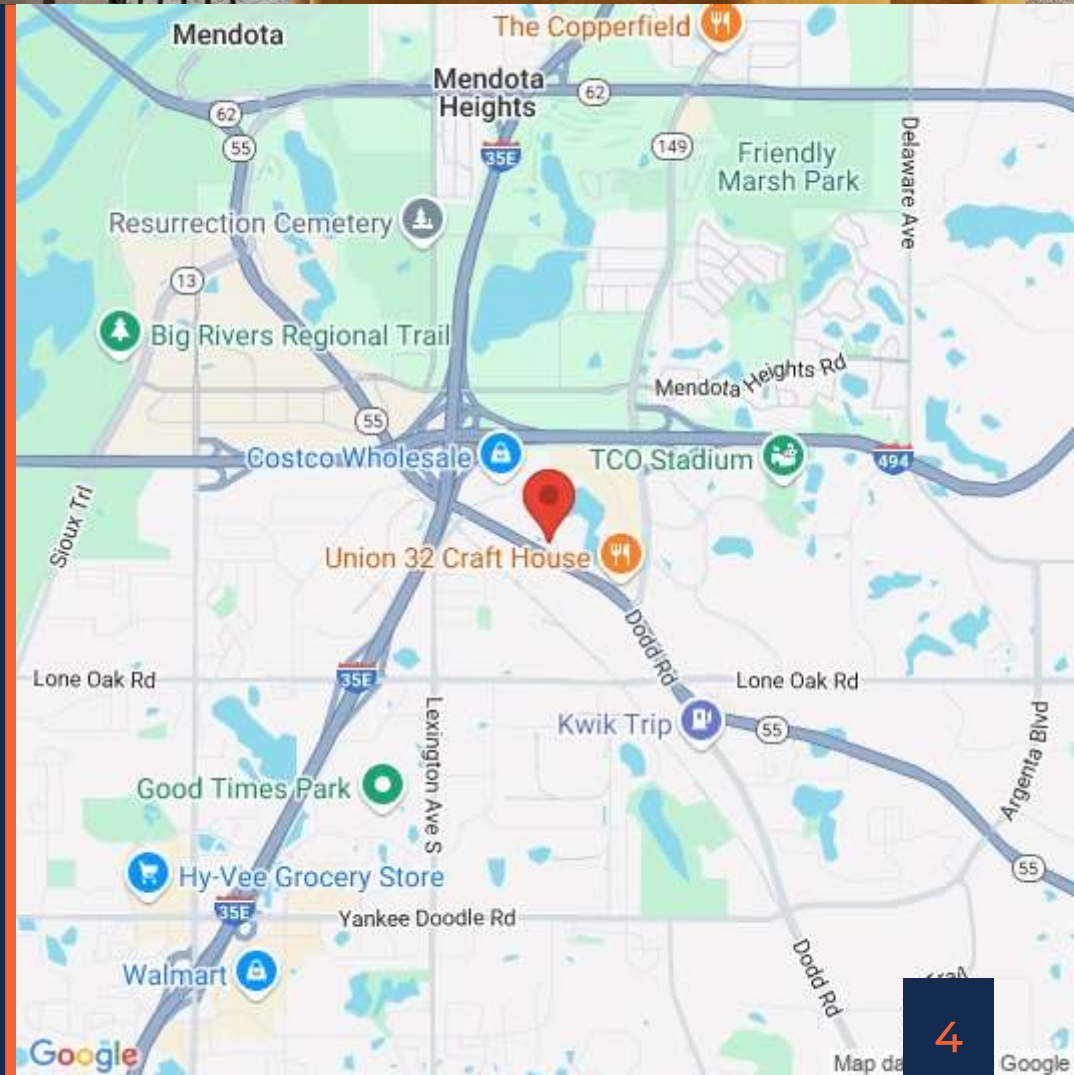 Mendota
The Copperfield
Mendota
Heights
62
62
55
149
35E
Friendly
Marsh Park
Delaware Ave
Resurrection Cemetery
13
Big Rivers Regional Trail
Mendota Heights Rd
55
Costco Wholesale
TCO Stadium
494
Sioux Trl
Union 32 Craft House
Dodd Rd
Lone Oak Rd
35E
Lone Oak Rd
Kwik Trip
55
Lexington Ave S
Argenta Blvd
Good Times Park
Hy-Vee Grocery Store
55
35E
Yankee Doodle Rd
Walmart
Dodd Rd
Google
4
Map da
Google